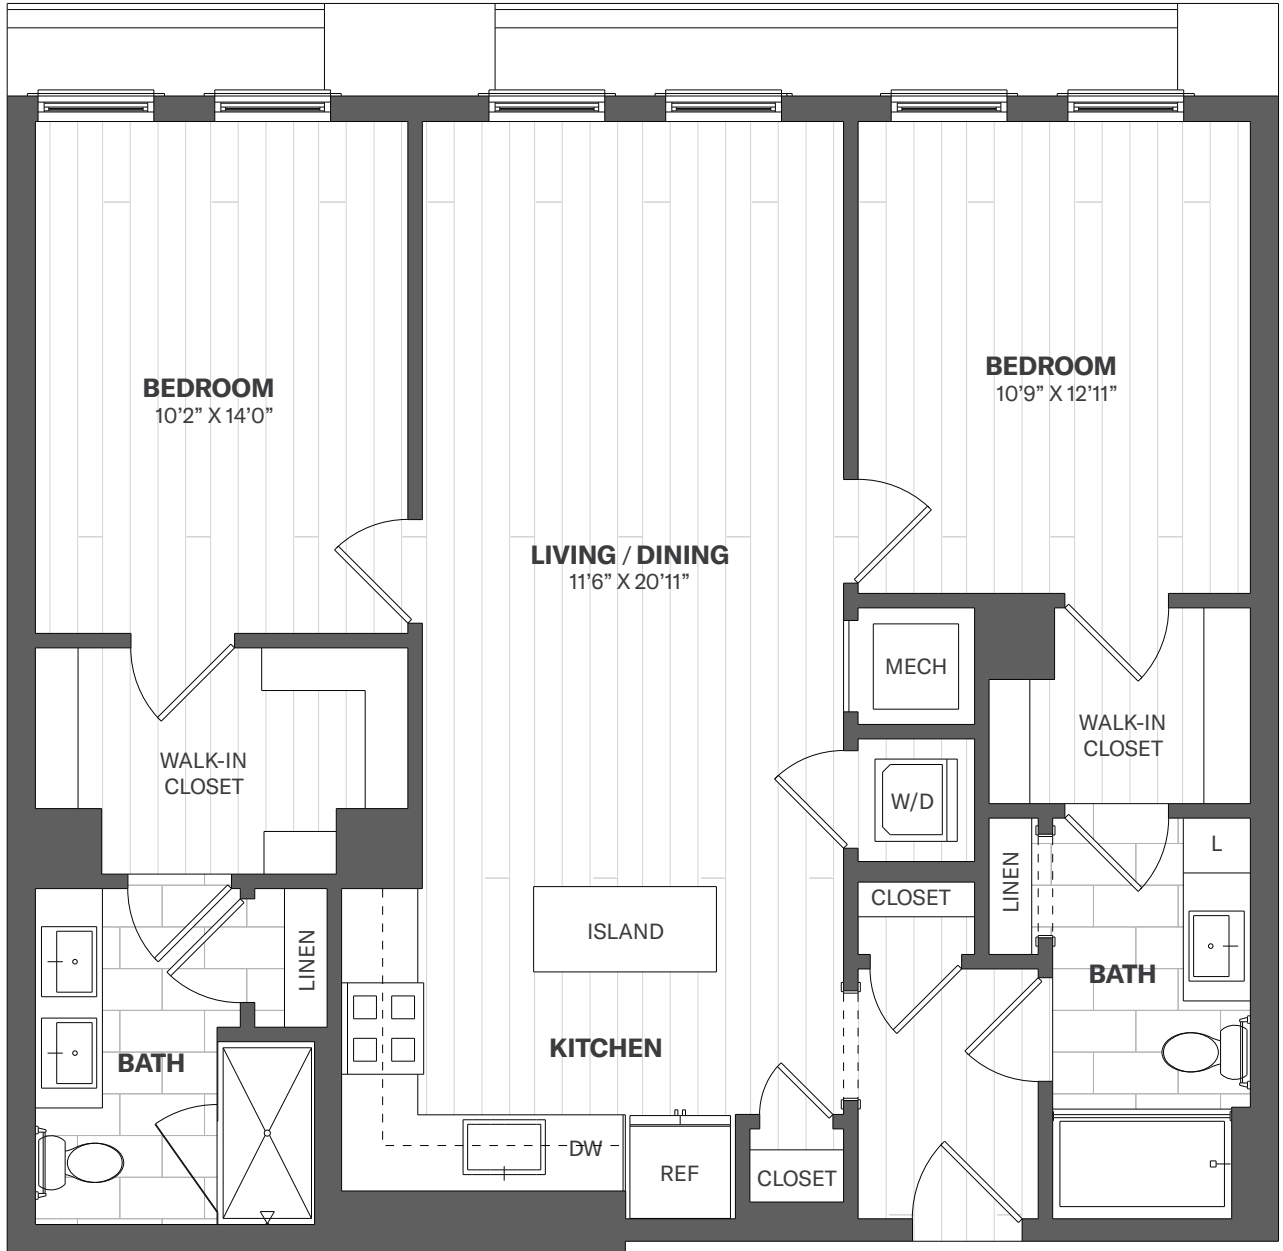 BEDROOM
10’2” X 14’0”
BEDROOM
10’9” X 12’11”
LIVING / DINING
11’6” X 20’11”
MECH
WALK-IN
CLOSET
WALK-IN
CLOSET
W/D
L
LINEN
CLOSET
ISLAND
LINEN
BATH
KITCHEN
BATH
DW
REF
CLOSET